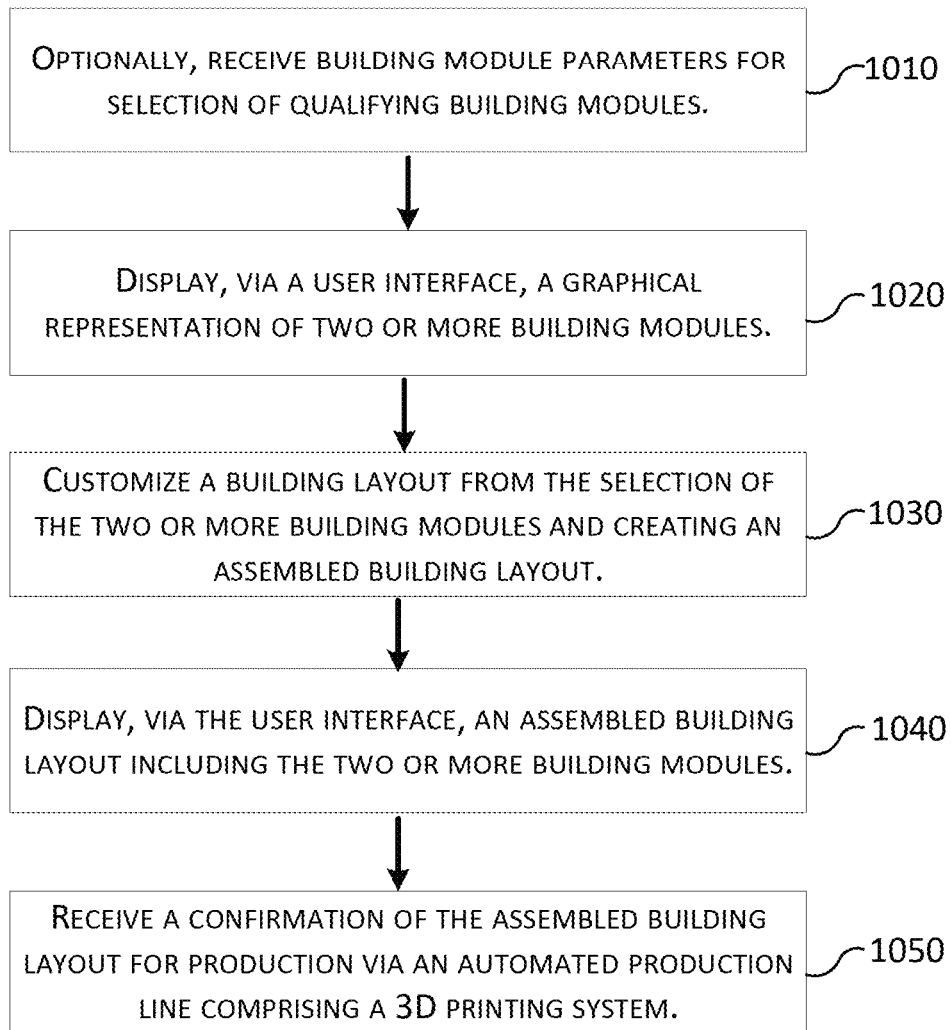 OPTIONALLY, RECEIVE BUILDING MODULE PARAMETERS FOR
SELECTION OF QUALIFYING BUILDING MODULES.
1010
DISPLAY, VIA A USER INTERFACE, A GRAPHICAL
REPRESENTATION OF TWO OR MORE BUILDING MODULES.
1020
CUSTOMIZE A BUILDING LAYOUT FROM THE SELECTION OF
THE TWO OR MORE BUILDING MODULES AND CREATING AN
ASSEMBLED BUILDING LAYOUT.
1030
DISPLAY, VIA THE USER INTERFACE, AN ASSEMBLED BUILDING
LAYOUT INCLUDING THE TWO OR MORE BUILDING MODULES.
1040
RECEIVE A CONFIRMATION OF THE ASSEMBLED BUILDING
LAYOUT FOR PRODUCTION VIA AN AUTOMATED PRODUCTION
LINE COMPRISING A 3D PRINTING SYSTEM.
1050